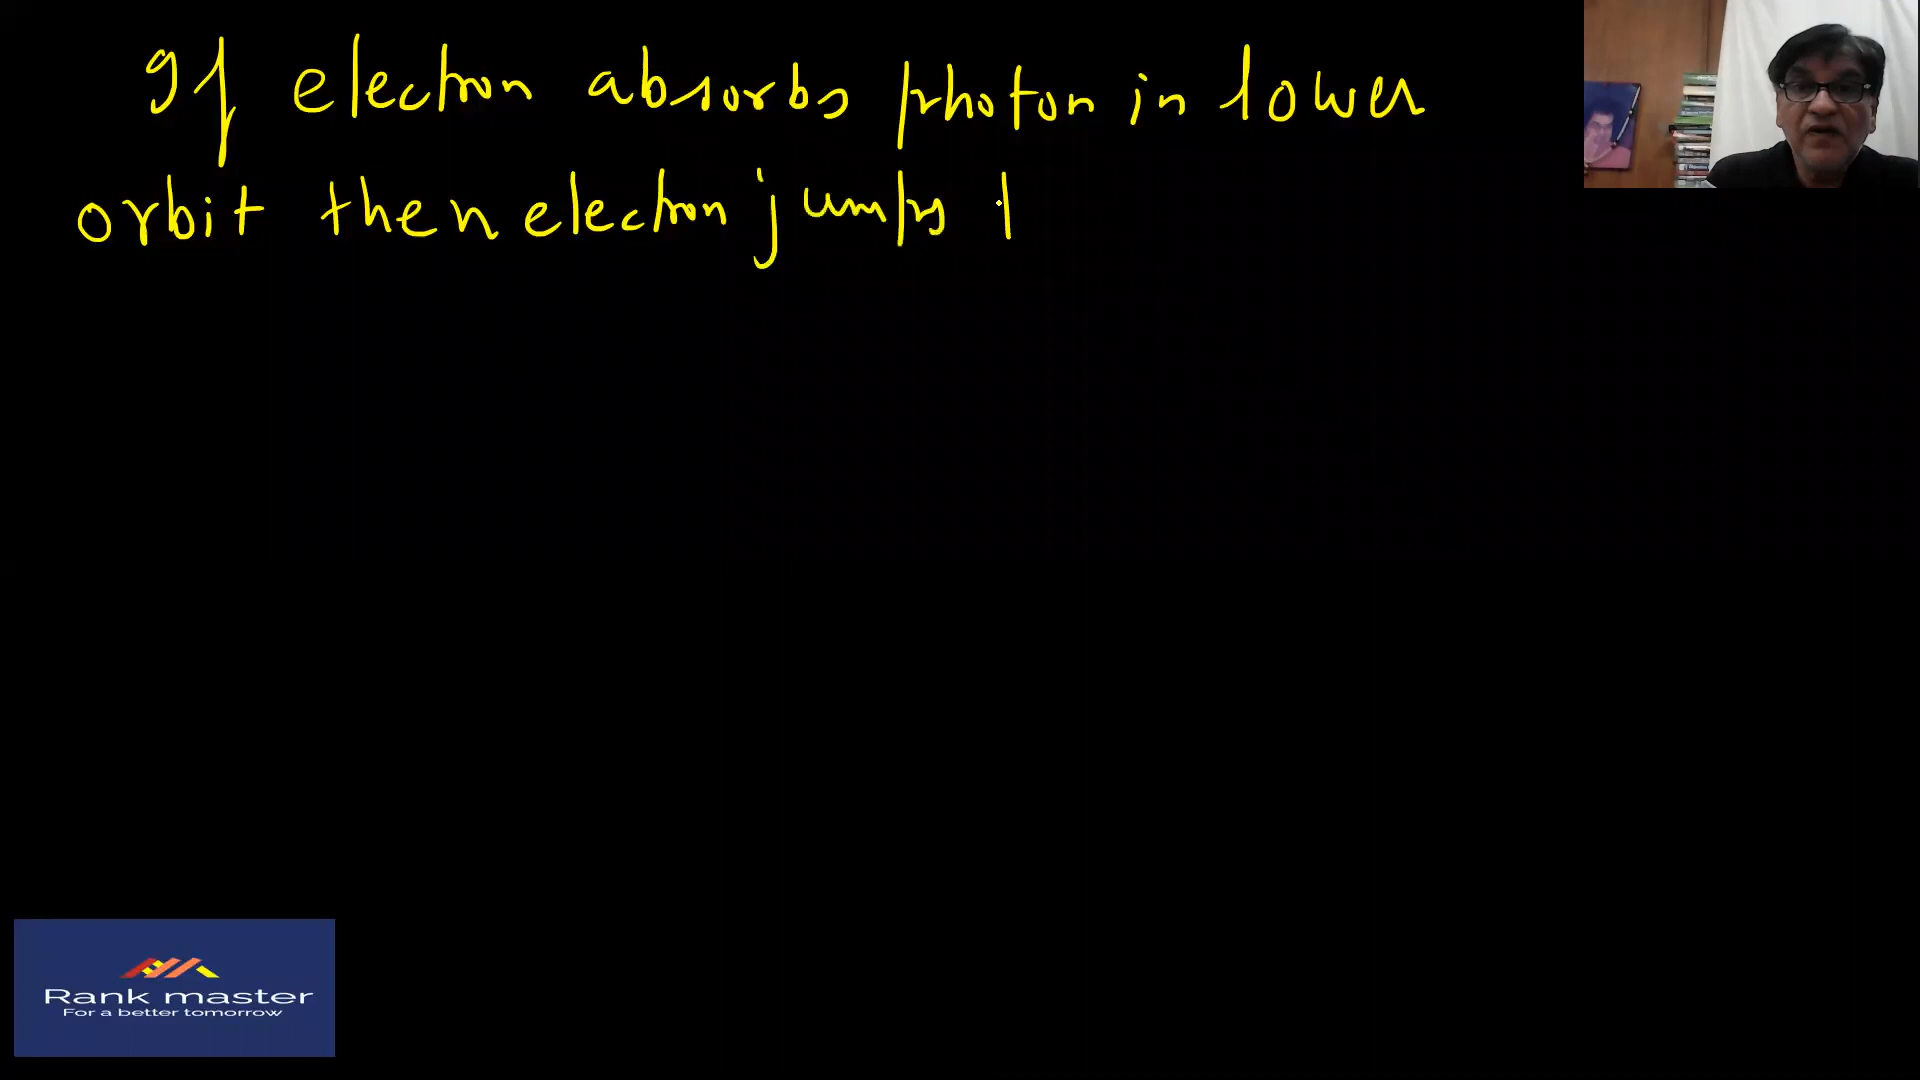 If electron absorbs photon in lower
orbit then electron jumps
Rank master
For a better tomorrow